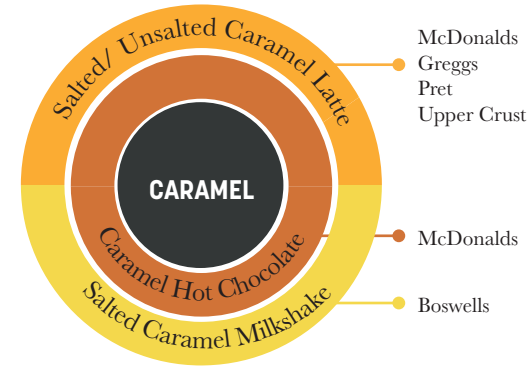 Salted/ Unsalted Caramel Latte
McDonalds
Greggs
Pret
Upper Crust
CARAMEL
Caramel Hot Chocolate
McDonalds
Salted Caramel Milkshake
Boswells